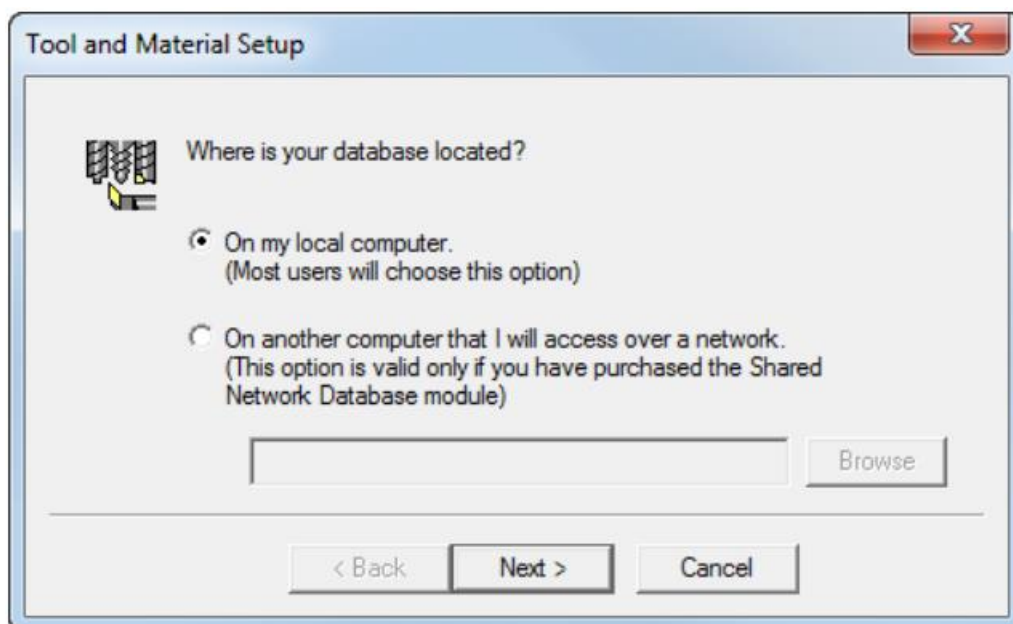 Tool and Material Setup
Where is your database located?
On my local computer.
(Most users will choose this option)
On another computer that I will access over a network.
(This option is valid only if you have purchased the Shared
Network Database module)
Browse
< Back
Next >
Cancel